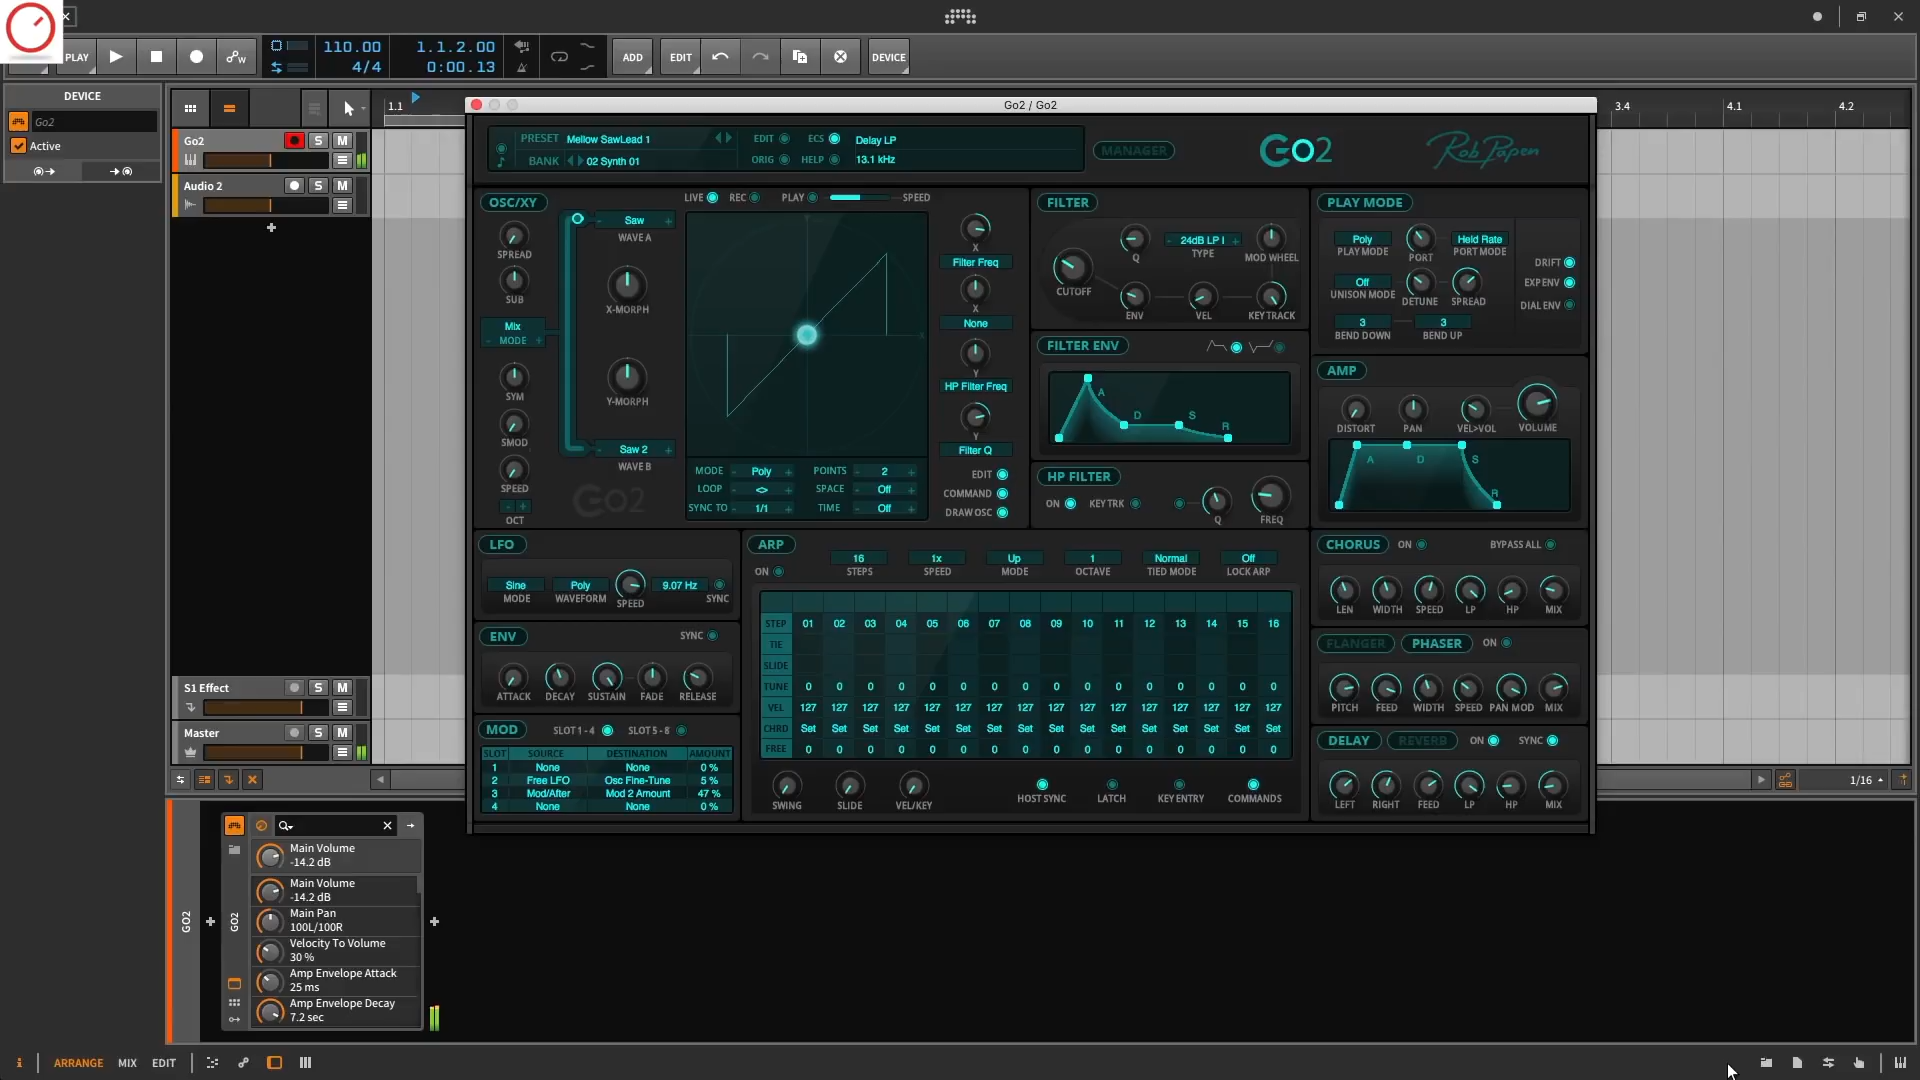 PLAY
110.00
4/4
1.1.2.00
0:00.13
ADD
EDIT
DEVICE
DEVICE
Go2
Active
1.1
3.4
4.1
4.2
Go2 / Go2
Go2
S
M
Audio 2
S
M
S1 Effect
S
M
Master
S
M
PRESET Mellow SawLead 1
BANK 02 Synth 01
EDIT
ECS
ORIG
HELP
Delay LP
13.1 kHz
MANAGER
Go2
Rob Papen
OSC/XY
SPREAD
SUB
Mix
- MODE +
SYM
SMOD
SPEED
- +
OCT
- Saw +
WAVE A
X-MORPH
Y-MORPH
- Saw 2 +
WAVE B
Go2
LIVE
REC
PLAY
SPEED
MODE - Poly +
LOOP - <> +
SYNC TO - 1/1 +
POINTS - 2 +
SPACE - Off +
TIME - Off +
X
Filter Freq
X
None
Y
HP Filter Freq
Y
Filter Q
EDIT
COMMAND
DRAW OSC
FILTER
CUTOFF
Q
- 24dB LP I +
TYPE
MOD WHEEL
ENV
VEL
KEYTRACK
FILTER ENV
A
D
S
R
HP FILTER
ON
KEY TRK
Q
FREQ
PLAY MODE
Poly
PLAY MODE
PORT
Held Rate
PORT MODE
Off
UNISON MODE
DETUNE
SPREAD
3
BEND DOWN
3
BEND UP
DRIFT
EXP ENV
DIAL ENV
AMP
DISTORT
PAN
VEL>VOL
VOLUME
A
D
S
R
LFO
Sine
MODE
Poly
WAVEFORM
SPEED
9.07 Hz
SYNC
ENV
SYNC
ATTACK
DECAY
SUSTAIN
FADE
RELEASE
MOD
SLOT 1 - 4
SLOT 5 - 8
SLOT SOURCE DESTINATION AMOUNT
1 None 0 %
2 Free LFO Osc Fine-Tune 5 %
3 Mod/After Mod 2 Amount 47 %
4 None 0 %
ARP
ON
16
STEPS
1x
SPEED
Up
MODE
1
OCTAVE
Normal
TIED MODE
Off
LOCK ARP
STEP 01 02 03 04 05 06 07 08 09 10 11 12 13 14 15 16
TIE
SLIDE
TUNE 0 0 0 0 0 0 0 0 0 0 0 0 0 0 0 0
VEL 127 127 127 127 127 127 127 127 127 127 127 127 127 127 127 127
CHRD Set Set Set Set Set Set Set Set Set Set Set Set Set Set Set Set
FREE 0 0 0 0 0 0 0 0 0 0 0 0 0 0 0 0
SWING
SLIDE
VEL/KEY
HOST SYNC
LATCH
KEY ENTRY
COMMANDS
CHORUS
ON
BYPASS ALL
LEN
WIDTH
SPEED
LP
HP
MIX
FLANGER
PHASER
ON
PITCH
FEED
WIDTH
SPEED
PAN MOD
MIX
DELAY
REVERB
ON
SYNC
LEFT
RIGHT
FEED
LP
HP
MIX
1/16
GO2
GO2
Main Volume
-14.2 dB
Main Volume
-14.2 dB
Main Pan
100L/100R
Velocity To Volume
30 %
Amp Envelope Attack
25 ms
Amp Envelope Decay
7.2 sec
i
ARRANGE
MIX
EDIT